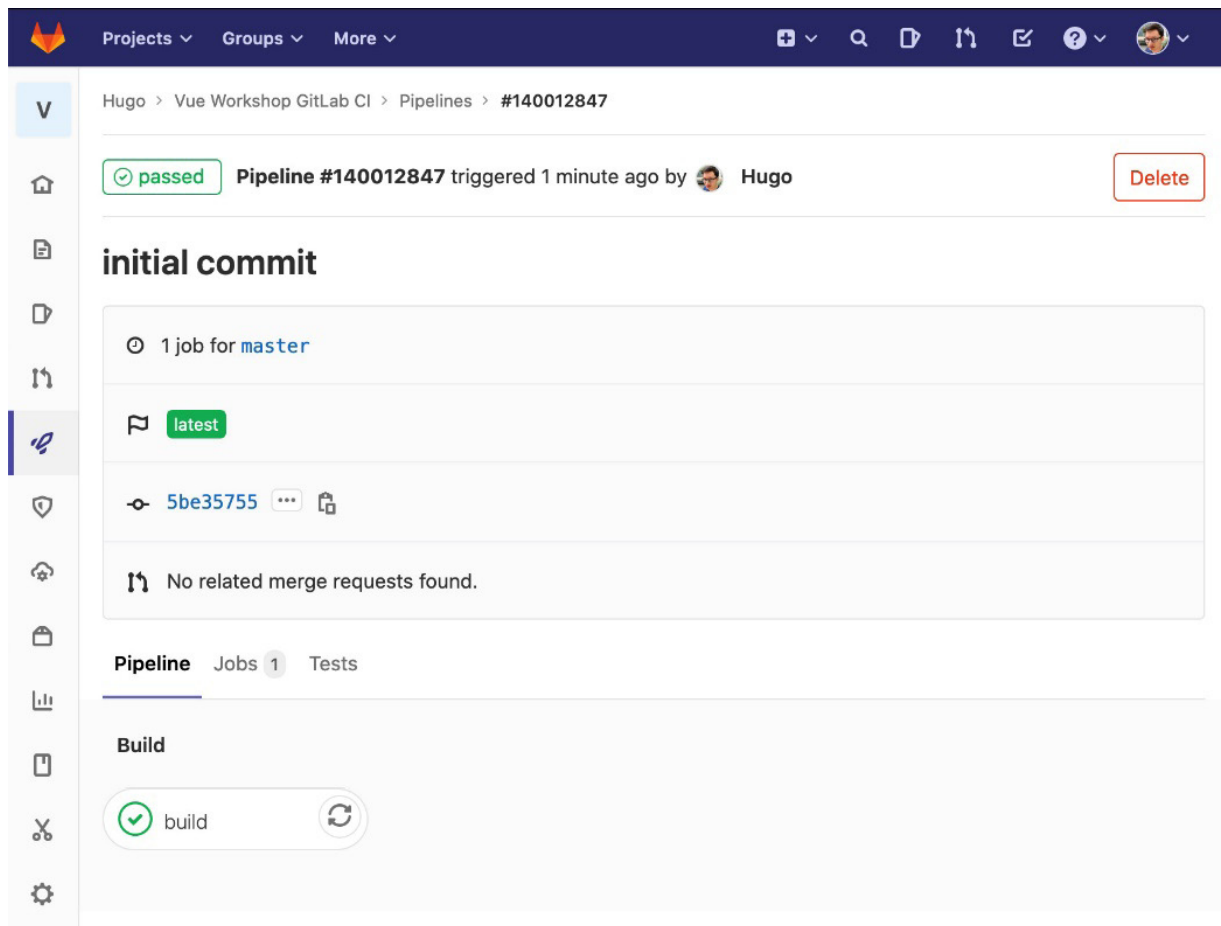 Projects Groups More
V
Hugo > Vue Workshop GitLab CI > Pipelines > #140012847
passed Pipeline #140012847 triggered 1 minute ago by Hugo Delete
initial commit
1 job for master
latest
5be35755
No related merge requests found.
Pipeline Jobs 1 Tests
Build
build